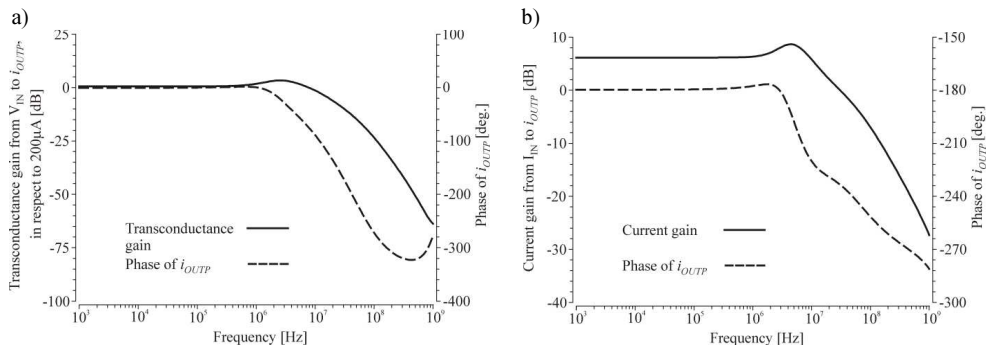 a)
Transconductance gain from V_IN to i_OUTP,
in respect to 200µA [dB]
25
0
-25
-50
-75
-100
100
0
-100
-200
-300
-400
Phase of i_OUTP
[deg.]
Transconductance
gain
Phase of i_OUTP
10^3 10^4 10^5 10^6 10^7 10^8 10^9
Frequency [Hz]
b)
Current gain from I_IN to i_OUTP [dB]
10
0
-10
-20
-30
-40
-150
-180
-210
-240
-270
-300
Phase of i_OUTP
[deg.]
Current gain
Phase of i_OUTP
10^3 10^4 10^5 10^6 10^7 10^8 10^9
Frequency [Hz]